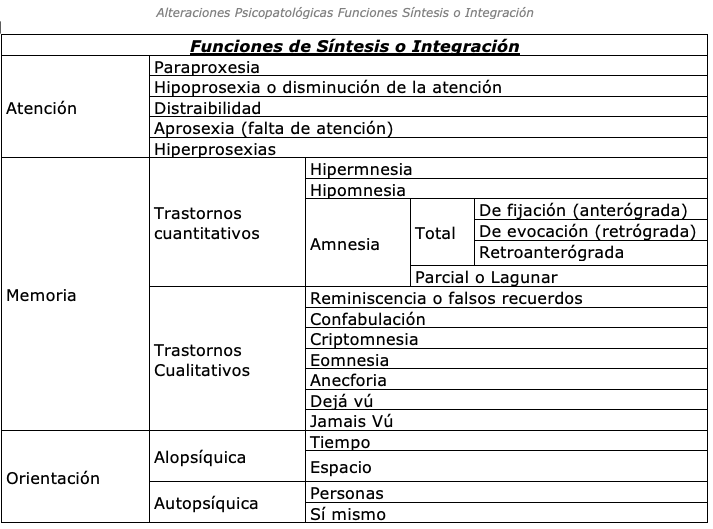 Alteraciones Psicopatológicas Funciones Síntesis o Integración
Funciones de Síntesis o Integración
Atención
Paraproxesia
Hipoprosexia o disminución de la atención
Distraibilidad
Aprosexia (falta de atención)
Hiperprosexias
Memoria
Trastornos
cuantitativos
Hipermnesia
Hipomnesia
Amnesia
Total
De fijación (anterógrada)
De evocación (retrógrada)
Retroanterógrada
Parcial o Lagunar
Trastornos
Cualitativos
Reminiscencia o falsos recuerdos
Confabulación
Criptomnesia
Eomnesia
Anecforia
Dejá vú
Jamais Vú
Orientación
Alopsíquica
Tiempo
Espacio
Autopsíquica
Personas
Sí mismo